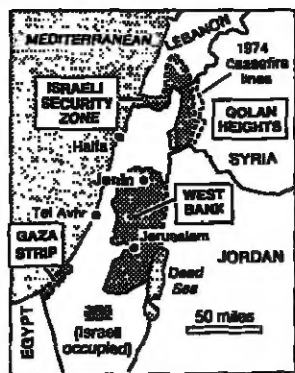 MEDITERRANEAN
LEBANON
1974
Ceasefire
lines
ISRAELI
SECURITY
ZONE
GOLAN
HEIGHTS
Haifa
SYRIA
Jenin
WEST
BANK
Tel Aviv
GAZA
STRIP
Jerusalem
JORDAN
Dead
Sea
EGYPT
(Israeli
occupied)
50 miles